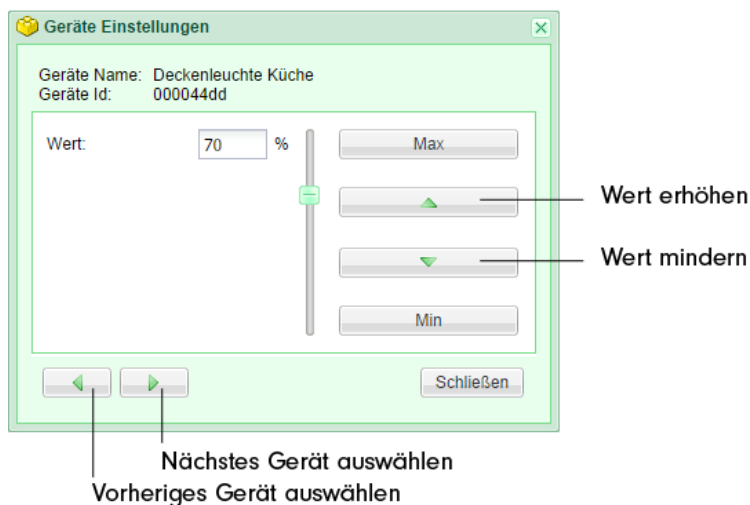 Geräte Einstellungen
Geräte Name: Deckenleuchte Küche
Geräte Id: 000044dd
Wert: 70 %
Max
Wert erhöhen
Wert mindern
Min
Schließen
Nächstes Gerät auswählen
Vorheriges Gerät auswählen